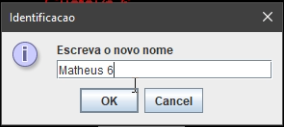 Identificacao
Escreva o novo nome
Matheus 6
OK
Cancel